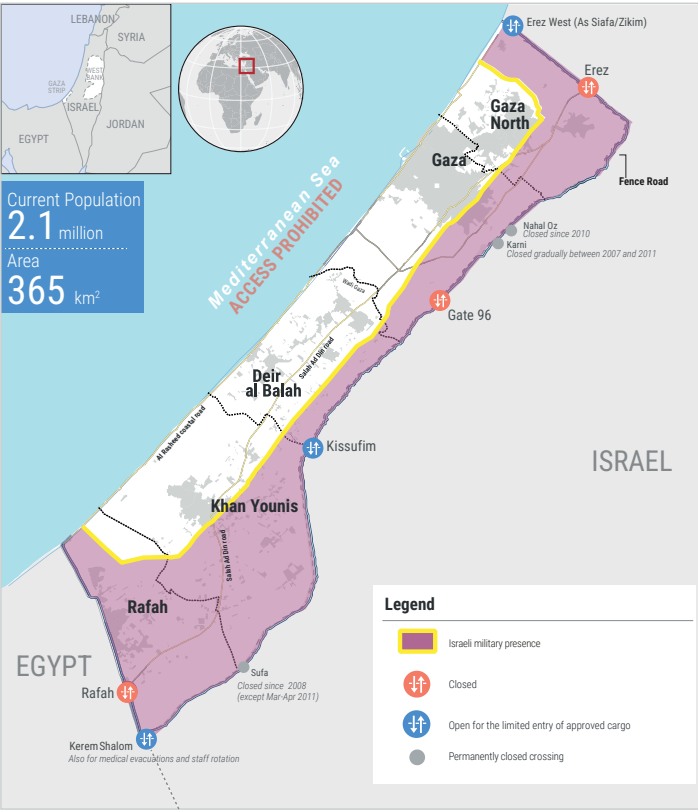 LEBANON
SYRIA
WEST
BANK
GAZA
STRIP
ISRAEL
JORDAN
EGYPT
Current Population
2.1 million
Area
365 km²
Mediterranean Sea
ACCESS PROHIBITED
Erez West (As Siafa/Zikim)
Erez
Gaza
North
Gaza
Fence Road
Nahal Oz
Closed since 2010
Karni
Closed gradually between 2007 and 2011
Wadi Gaza
Gate 96
Salah Ad Din road
Deir
al Balah
Al Rasheed coastal road
Kissufim
ISRAEL
Khan Younis
Salah Ad Din road
Rafah
EGYPT
Sufa
Closed since 2008
(except Mar-Apr 2011)
Rafah
Kerem Shalom
Also for medical evacuations and staff rotation
Legend
Israeli military presence
Closed
Open for the limited entry of approved cargo
Permanently closed crossing